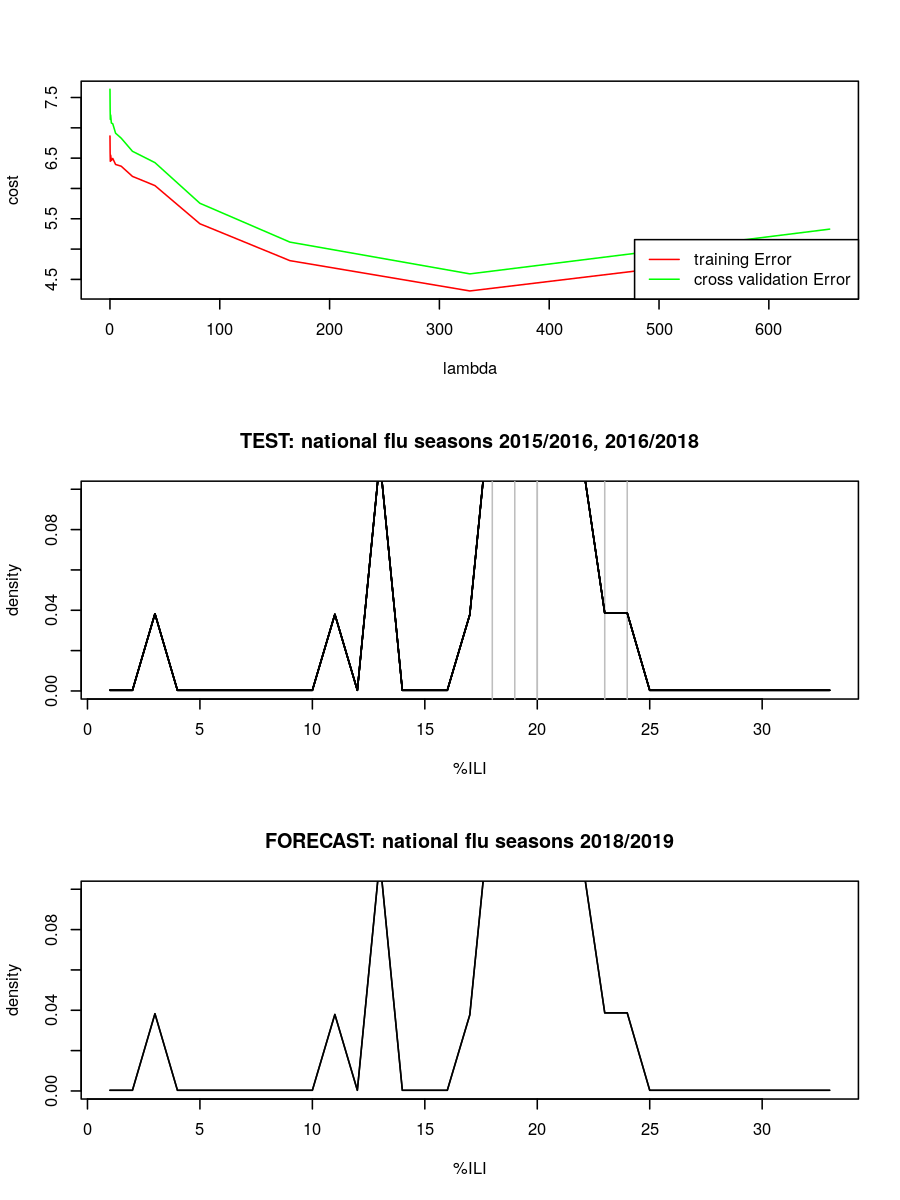 7.5
6.5
5.5
4.5
cost
training Error
cross validation Error
0 100 200 300 400 500 600
lambda
TEST: national flu seasons 2015/2016, 2016/2018
0.08
0.04
0.00
density
0 5 10 15 20 25 30
%ILI
FORECAST: national flu seasons 2018/2019
0.08
0.04
0.00
density
0 5 10 15 20 25 30
%ILI